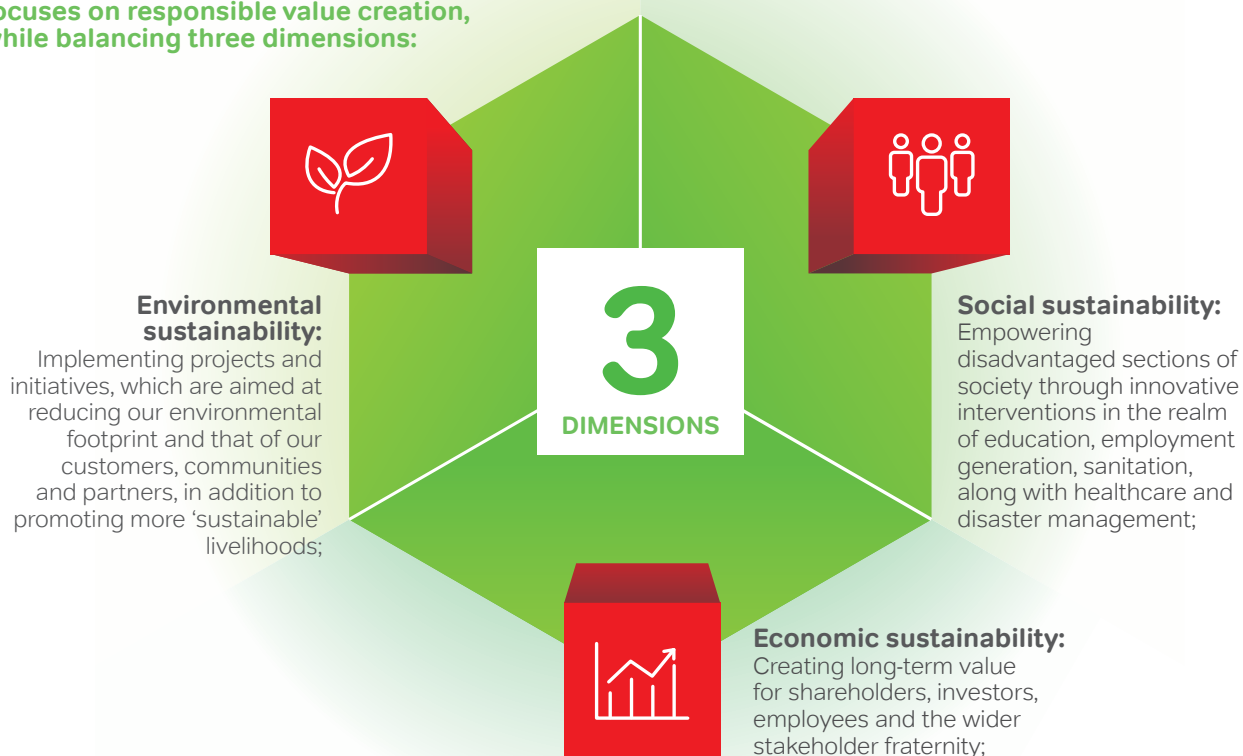 ocuses on responsible value creation,
while balancing three dimensions:
3
DIMENSIONS
Environmental
sustainability:
Implementing projects and
initiatives, which are aimed at
reducing our environmental
footprint and that of our
customers, communities
and partners, in addition to
promoting more ‘sustainable’
livelihoods;
Social sustainability:
Empowering
disadvantaged sections of
society through innovative
interventions in the realm
of education, employment
generation, sanitation,
along with healthcare and
disaster management;
Economic sustainability:
Creating long-term value
for shareholders, investors,
employees and the wider
stakeholder fraternity;